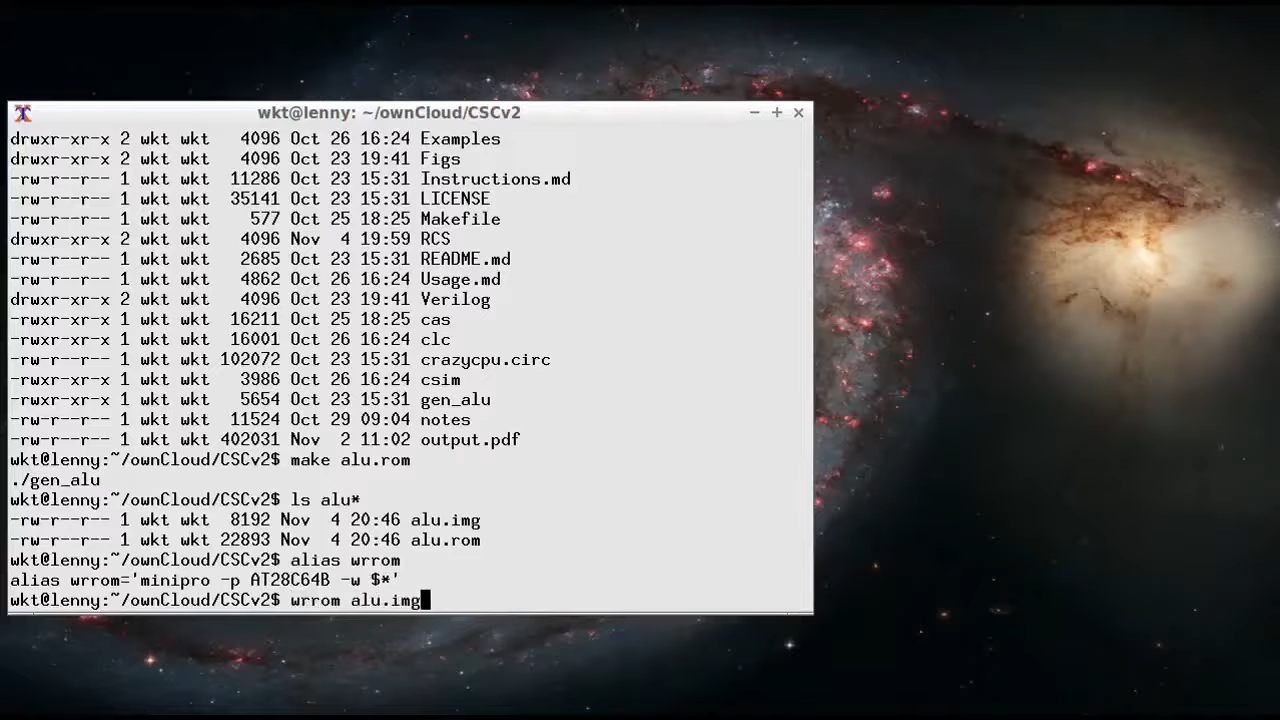 wkt@lenny: ~/ownCloud/CSCv2
drwxr-xr-x 2 wkt wkt   4096 Oct 26 16:24 Examples
drwxr-xr-x 2 wkt wkt   4096 Oct 23 19:41 Figs
-rw-r--r-- 1 wkt wkt  11286 Oct 23 15:31 Instructions.md
-rw-r--r-- 1 wkt wkt  35141 Oct 23 15:31 LICENSE
-rw-r--r-- 1 wkt wkt    577 Oct 25 18:25 Makefile
drwxr-xr-x 2 wkt wkt   4096 Nov  4 19:59 RCS
-rw-r--r-- 1 wkt wkt   2685 Oct 23 15:31 README.md
-rw-r--r-- 1 wkt wkt   4862 Oct 26 16:24 Usage.md
drwxr-xr-x 2 wkt wkt   4096 Oct 23 19:41 Verilog
-rwxr-xr-x 1 wkt wkt  16211 Oct 25 18:25 cas
-rwxr-xr-x 1 wkt wkt  16001 Oct 26 16:24 clc
-rw-r--r-- 1 wkt wkt 102072 Oct 23 15:31 crazycpu.circ
-rwxr-xr-x 1 wkt wkt   3986 Oct 26 16:24 csim
-rwxr-xr-x 1 wkt wkt   5654 Oct 23 15:31 gen_alu
-rw-r--r-- 1 wkt wkt  11524 Oct 29 09:04 notes
-rw-r--r-- 1 wkt wkt 402031 Nov  2 11:02 output.pdf
wkt@lenny:~/ownCloud/CSCv2$ make alu.rom
./gen_alu
wkt@lenny:~/ownCloud/CSCv2$ ls alu*
-rw-r--r-- 1 wkt wkt  8192 Nov  4 20:46 alu.img
-rw-r--r-- 1 wkt wkt 22893 Nov  4 20:46 alu.rom
wkt@lenny:~/ownCloud/CSCv2$ alias wrrom
alias wrrom='minipro -p AT28C64B -w $*'
wkt@lenny:~/ownCloud/CSCv2$ wrrom alu.img